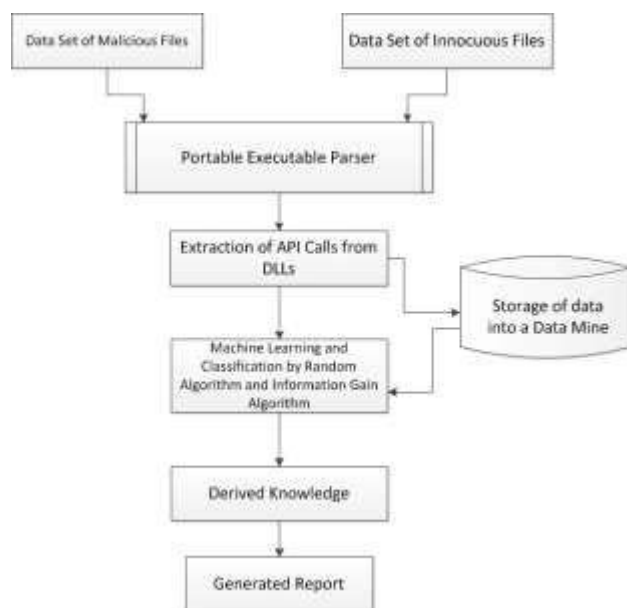 Data Set of Malicious Files
Data Set of Innocuous Files
Portable Executable Parser
Extraction of API Calls from
DLLs
Storage of data
into a Data Mine
Machine Learning and
Classification by Random
Algorithm and Information Gain
Algorithm
Derived Knowledge
Generated Report